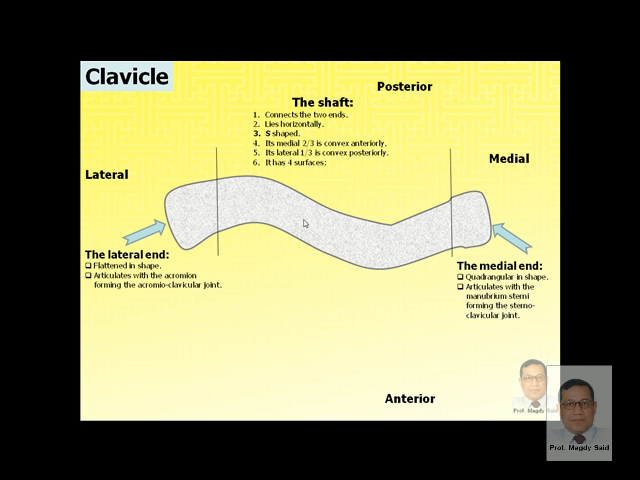 Clavicle
Posterior
The shaft:
1. Connects the two ends.
2. Lies horizontally.
3. S shaped.
4. Its medial 2/3 is convex anteriorly.
5. Its lateral 1/3 is convex posteriorly.
6. It has 4 surfaces:
Medial
Lateral
The lateral end:
❑ Flattened in shape.
❑ Articulates with the acromion
forming the acromio-clavicular joint.
The medial end:
❑ Quadrangular in shape.
❑ Articulates with the
manubrium sterni
forming the sterno-
clavicular joint.
Anterior
Prof. Magdy Said
Prof. Magdy Said